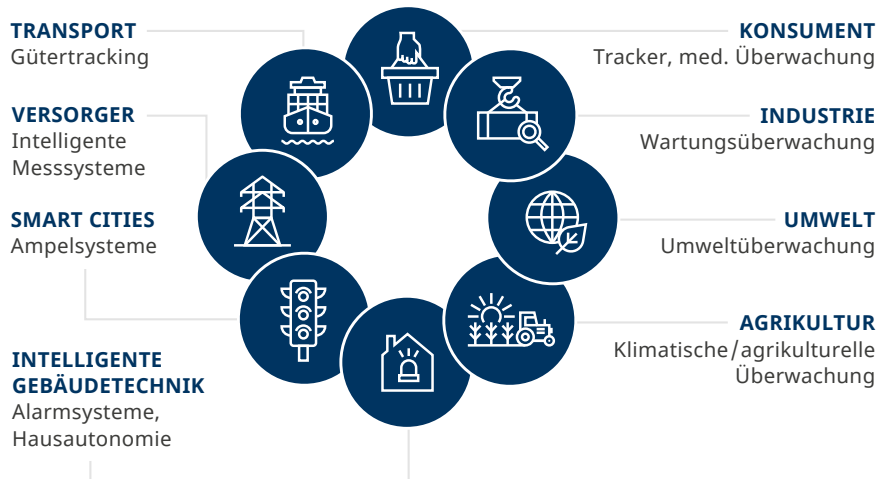 TRANSPORT
Gütertracking
VERSORGER
Intelligente
Messsysteme
SMART CITIES
Ampelsysteme
INTELLIGENTE
GEBÄUDETECHNIK
Alarmsysteme,
Hausautonomie
KONSUMENT
Tracker, med. Überwachung
INDUSTRIE
Wartungsüberwachung
UMWELT
Umweltüberwachung
AGRIKULTUR
Klimatische/agrikulturelle
Überwachung